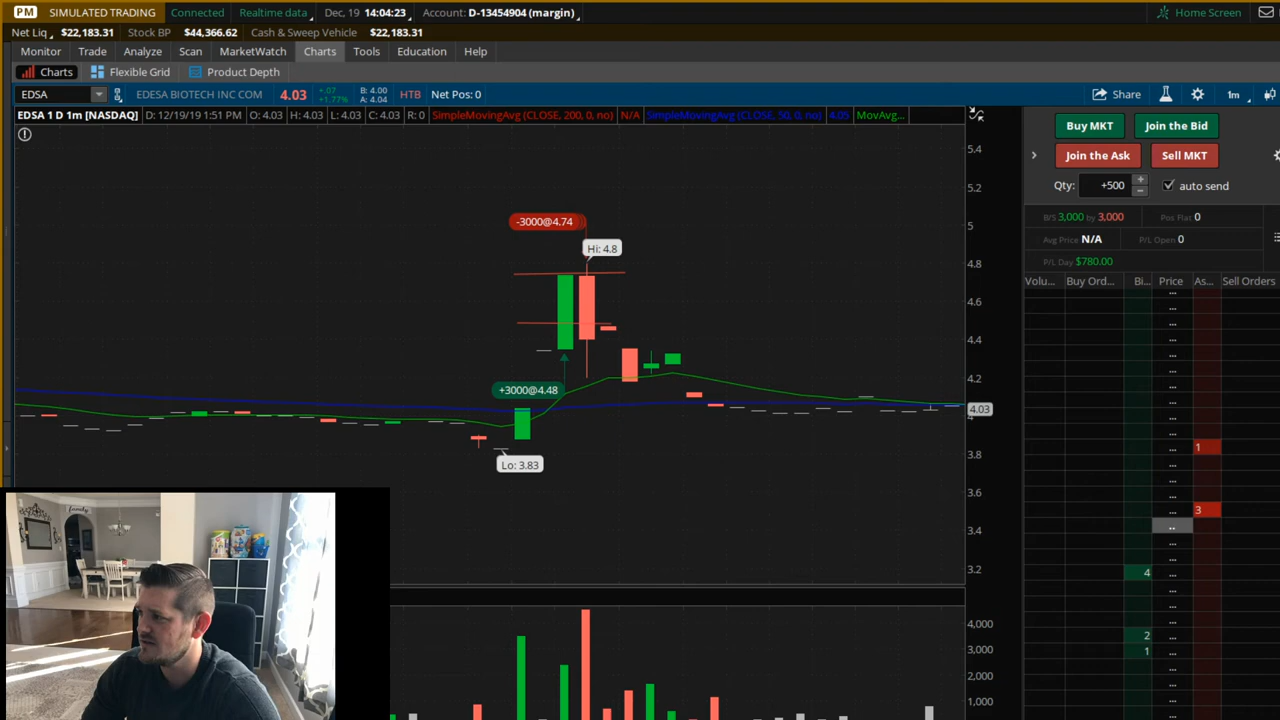 PM SIMULATED TRADING Connected Realtime data Dec, 19 14:04:23 Account: D-13454904 (margin) Home Screen
Net Liq $22,183.31 Stock BP $44,366.62 Cash & Sweep Vehicle $22,183.31
Monitor Trade Analyze Scan MarketWatch Charts Tools Education Help
Charts Flexible Grid Product Depth
EDSA EDESA BIOTECH INC COM 4.03 +.07 +1.77% B: 4.00 A: 4.04 HTB Net Pos: 0 Share 1m
EDSA 1 D 1m [NASDAQ] D: 12/19/19 1:51 PM O: 4.03 H: 4.03 L: 4.03 C: 4.03 R: 0 SimpleMovingAvg (CLOSE, 200, 0, no) N/A SimpleMovingAvg (CLOSE, 50, 0, no) 4.05 MovAvg...
Buy MKT Join the Bid
Join the Ask Sell MKT
Qty: +500 auto send
B/S 3,000 by 3,000 Pos Flat 0
Avg Price N/A P/L Open 0
P/L Day $780.00
Volu... Buy Ord... Bi... Price As... Sell Orders
5.4
5.2
5
4.8
4.6
4.4
4.2
4.03
4
3.8
3.6
3.4
3.2
-3000@4.74
Hi: 4.8
+3000@4.48
Lo: 3.83
1
3
4
2
1
4,000
3,000
2,000
1,000
family